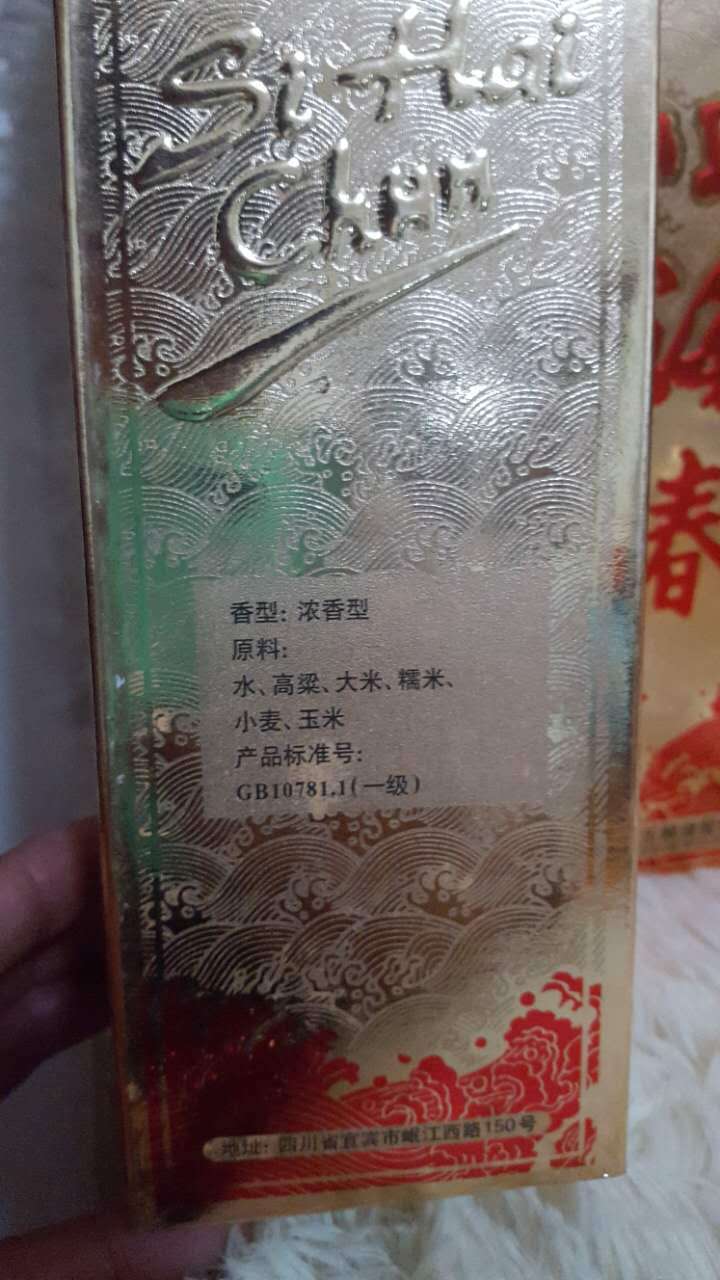 Si Hai
Chun
香型: 浓香型
原料:
水、高粱、大米、糯米、
小麦、玉米
产品标准号:
GB10781.1(一级)
地址: 四川省宜宾市岷江西路150号
海
春